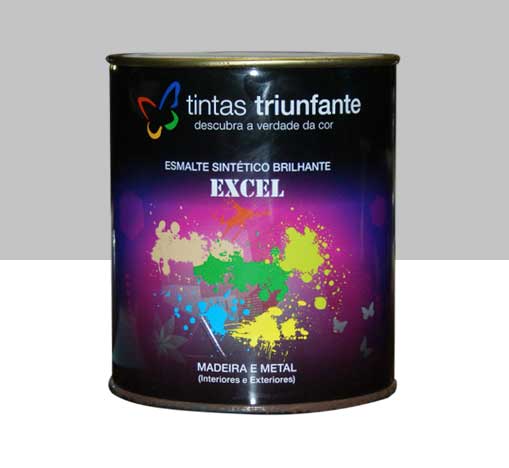 tintas triunfante
descubra a verdade da cor
ESMALTE SINTÉTICO BRILHANTE
EXCEL
MADEIRA E METAL
(Interiores e Exteriores)